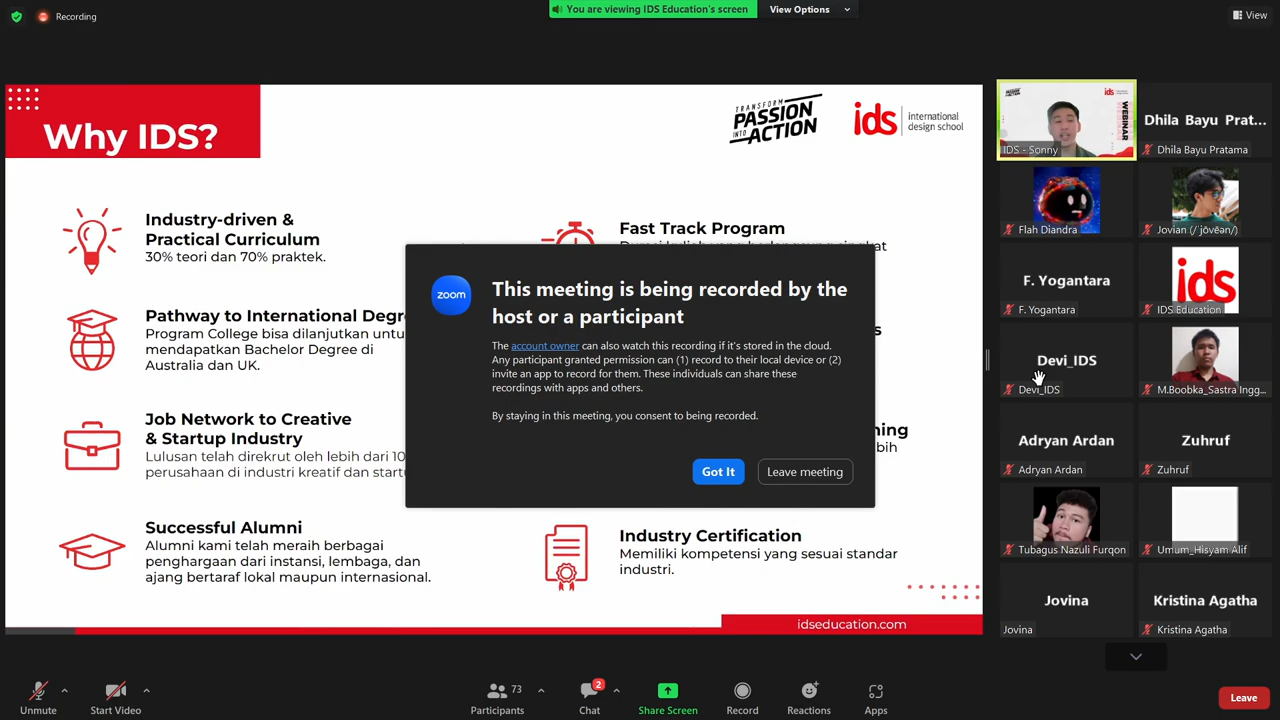 Recording
You are viewing IDS Education's screen
View Options
View
Why IDS?
TRANSFORM
PASSION
INTO
ACTION
ids
international
design school
Industry-driven &
Practical Curriculum
30% teori dan 70% praktek.
Pathway to International Degr
Program College bisa dilanjutkan untu
mendapatkan Bachelor Degree di
Australia dan UK.
Job Network to Creative
& Startup Industry
Lulusan telah direkrut oleh lebih dari 10
perusahaan di industri kreatif dan startu
Successful Alumni
Alumni kami telah meraih berbagai
penghargaan dari instansi, lembaga, dan
ajang bertaraf lokal maupun internasional.
Fast Track Program
Industry Certification
Memiliki kompetensi yang sesuai standar
industri.
idseducation.com
zoom
This meeting is being recorded by the
host or a participant
The account owner can also watch this recording if it's stored in the cloud.
Any participant granted permission can (1) record to their local device or (2)
invite an app to record for them. These individuals can share these
recordings with apps and others.
By staying in this meeting, you consent to being recorded.
Got It
Leave meeting
ids
WEBINAR
IDS - Sonny
Dhila Bayu Prat...
Dhila Bayu Pratama
Flah Diandra
Jovian (/ˈjōvēən/)
F. Yogantara
F. Yogantara
ids
IDS Education
Devi_IDS
Devi_IDS
M.Boobka_Sastra Ingg...
Adryan Ardan
Adryan Ardan
Zuhruf
Zuhruf
Tubagus Nazuli Furqon
Umum_Hisyam Alif
Jovina
Jovina
Kristina Agatha
Kristina Agatha
Unmute
Start Video
73
Participants
2
Chat
Share Screen
Record
Reactions
Apps
Leave